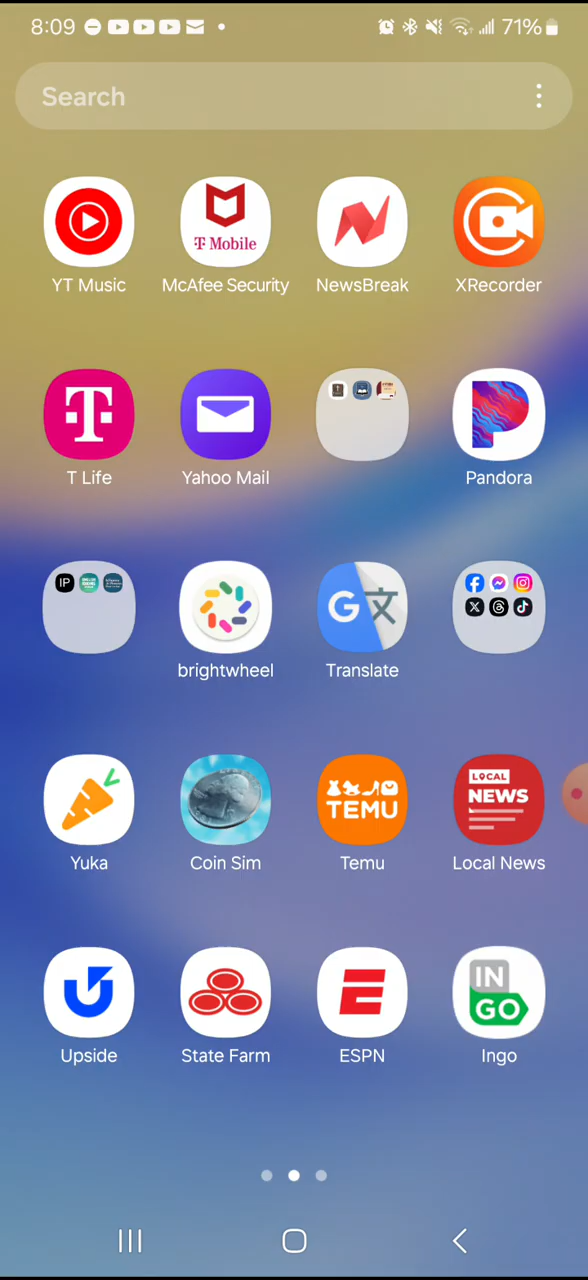 8:09 71%
Search
T Mobile
YT Music McAfee Security NewsBreak XRecorder
T Life Yahoo Mail Pandora
IP
G 文
brightwheel Translate
TEMU
LOCAL
NEWS
Yuka Coin Sim Temu Local News
IN
GO
Upside State Farm ESPN Ingo